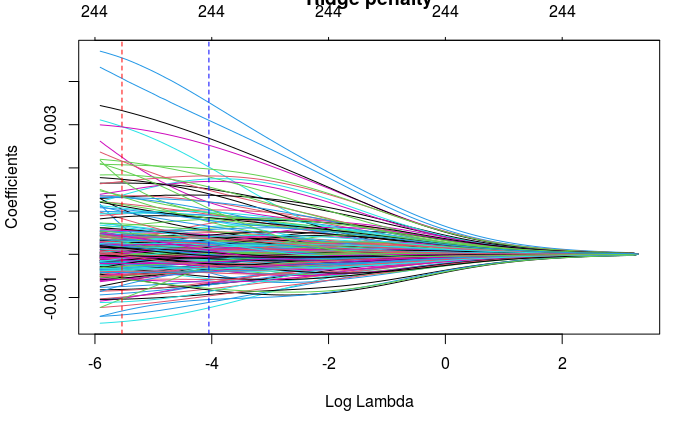 Ridge penalty
244 244 244 244 244
0.003
0.001
-0.001
Coefficients
-6 -4 -2 0 2
Log Lambda